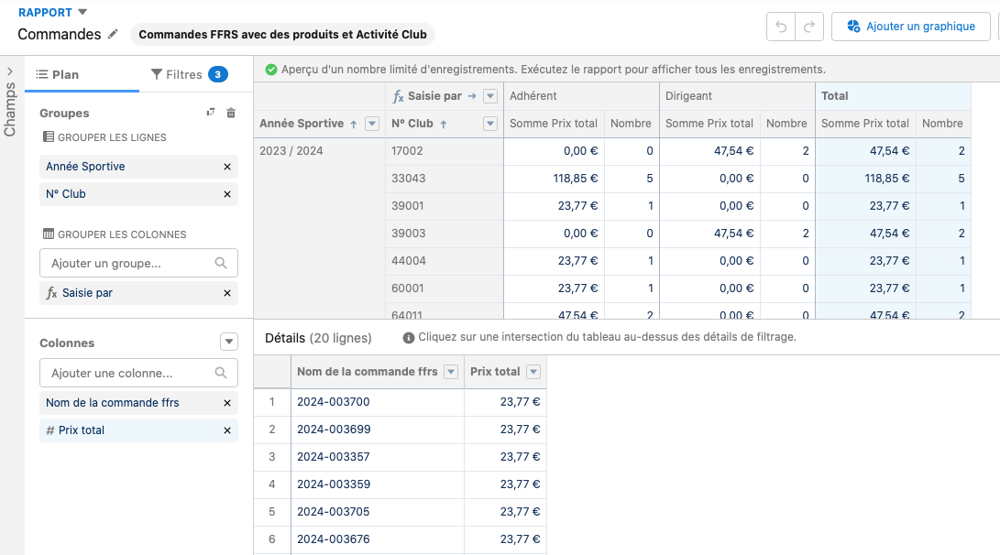 RAPPORT
Commandes
Commandes FFRS avec des produits et Activité Club
Ajouter un graphique
Champs
Plan
Filtres 3
Groupes
GROUPER LES LIGNES
Année Sportive
N° Club
GROUPER LES COLONNES
Ajouter un groupe...
fx Saisie par
Colonnes
Ajouter une colonne...
Nom de la commande ffrs
# Prix total
Aperçu d'un nombre limité d'enregistrements. Exécutez le rapport pour afficher tous les enregistrements.
fx Saisie par → Adhérent Dirigeant Total
Année Sportive ↑ N° Club ↑ Somme Prix total Nombre Somme Prix total Nombre Somme Prix total Nombre
2023 / 2024 17002 0,00 € 0 47,54 € 2 47,54 € 2
33043 118,85 € 5 0,00 € 0 118,85 € 5
39001 23,77 € 1 0,00 € 0 23,77 € 1
39003 0,00 € 0 47,54 € 2 47,54 € 2
44004 23,77 € 1 0,00 € 0 23,77 € 1
60001 23,77 € 1 0,00 € 0 23,77 € 1
64011 47,54 € 2 0,00 € 0 47,54 € 2
Détails (20 lignes)
Cliquez sur une intersection du tableau au-dessus des détails de filtrage.
Nom de la commande ffrs Prix total
1 2024-003700 23,77 €
2 2024-003699 23,77 €
3 2024-003357 23,77 €
4 2024-003359 23,77 €
5 2024-003705 23,77 €
6 2024-003676 23,77 €